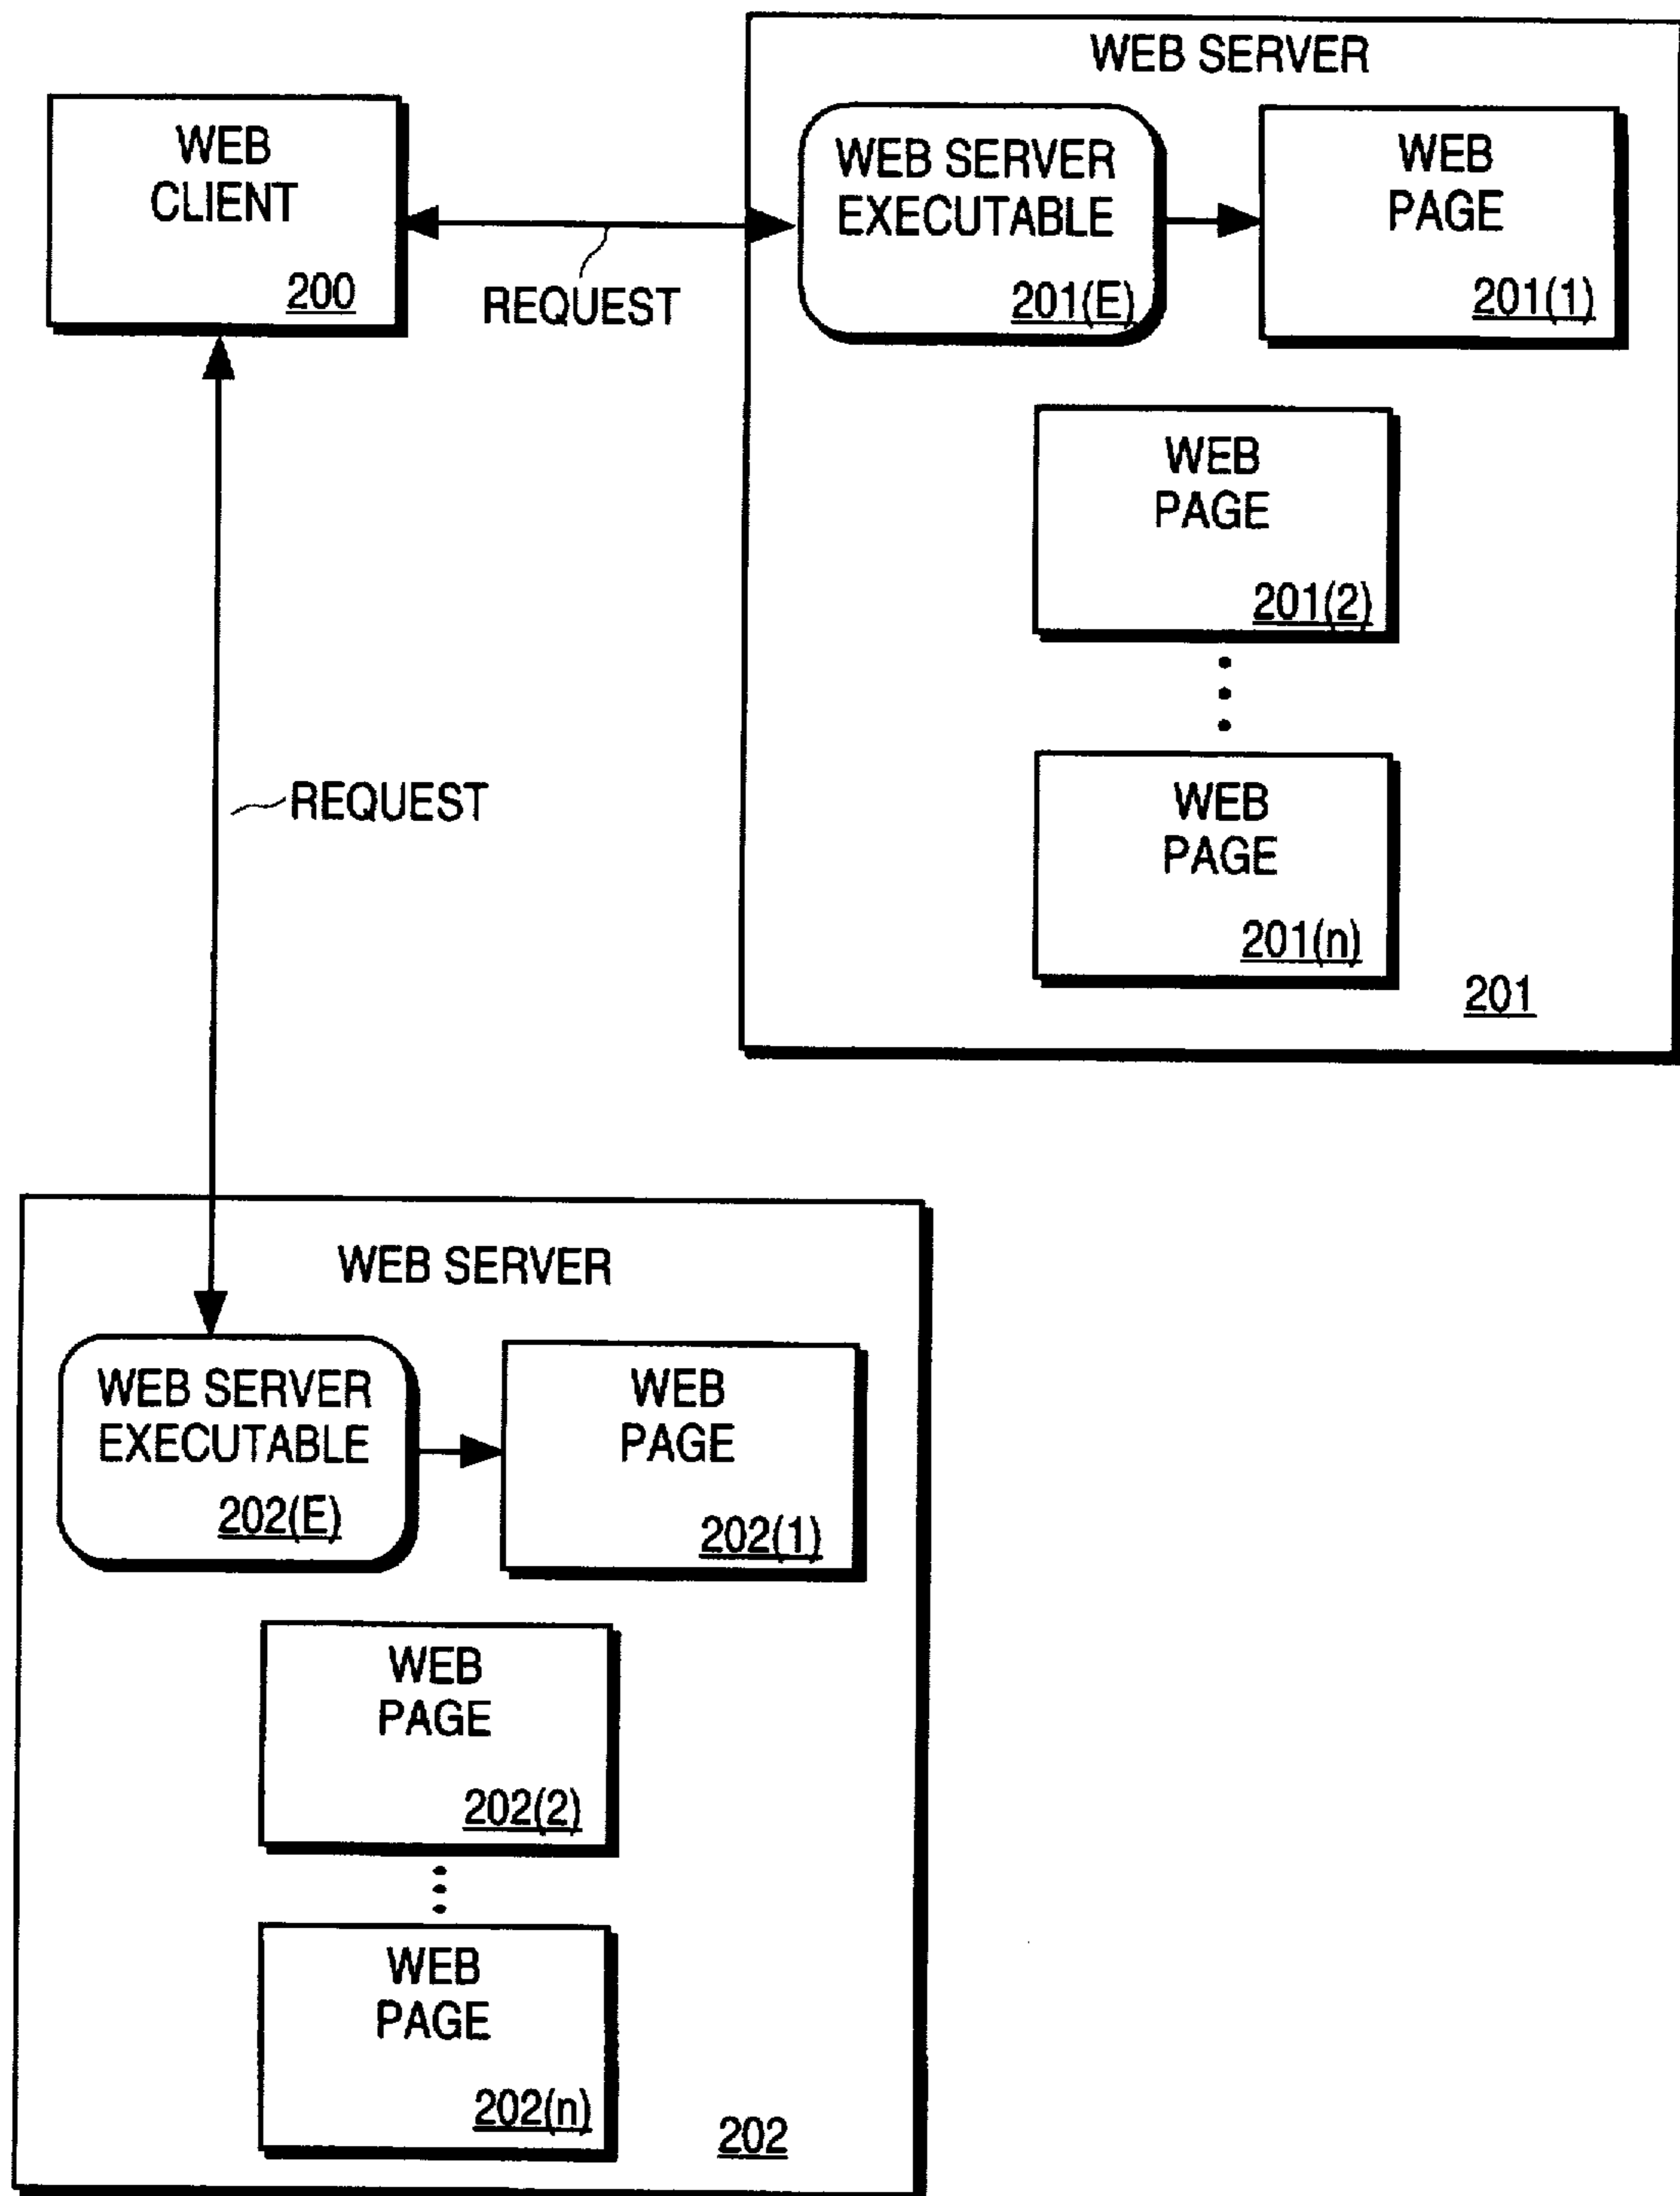 WEB SERVER
WEB
CLIENT
200
REQUEST
WEB SERVER
EXECUTABLE
201(E)
WEB
PAGE
201(1)
WEB
PAGE
201(2)
WEB
PAGE
201(n)
201
REQUEST
WEB SERVER
WEB SERVER
EXECUTABLE
202(E)
WEB
PAGE
202(1)
WEB
PAGE
202(2)
WEB
PAGE
202(n)
202